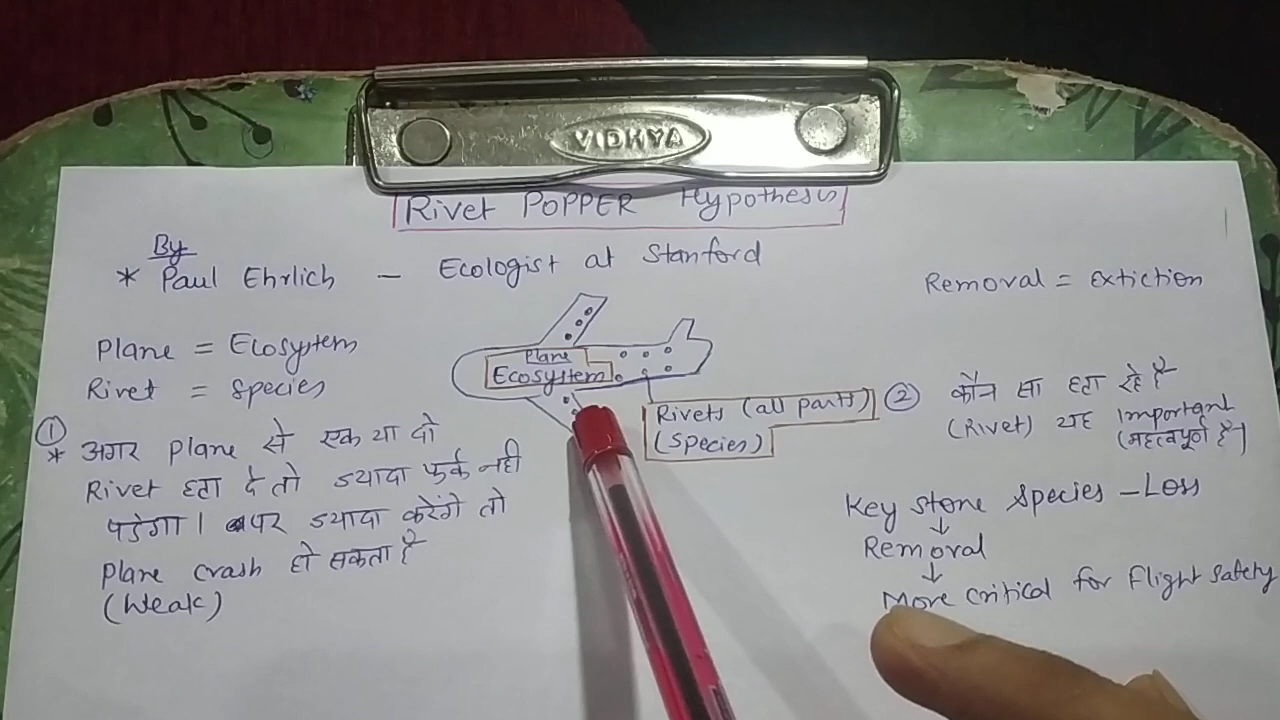 VIDHYA
Rivet POPPER Hypothesis
By
* Paul Ehrlich - Ecologist at Stanford
Removal = Extiction
Plane = Ecosystem
Rivet = Species
Plane
Ecosystem
Rivets (all parts)
(Species)
① * अगर Plane से एक या दो
Rivet हटा दे तो ज्यादा फर्क नही
पडेगा। पर ज्यादा करेंगे तो
Plane crash हो सकता है
(Weak)
② कौन सा हटा रहे है
(Rivet) यह Important
(महत्वपूर्ण है)
Key stone Species - Loss
↓
Removal
↓
More critical for flight safety